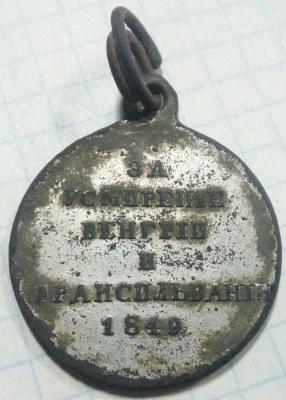 ЗА
УСМИРЕНІЕ
ВЕНГРІИ
И
ТРАНСИЛЬВАНІИ
1849